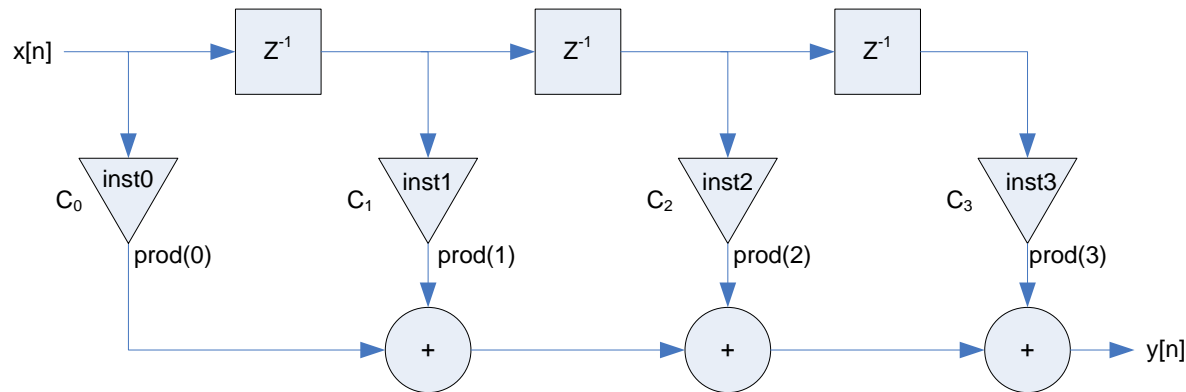 x[n]
Z⁻¹
Z⁻¹
Z⁻¹
inst0
inst1
inst2
inst3
C₀
C₁
C₂
C₃
prod(0)
prod(1)
prod(2)
prod(3)
+
+
+
y[n]